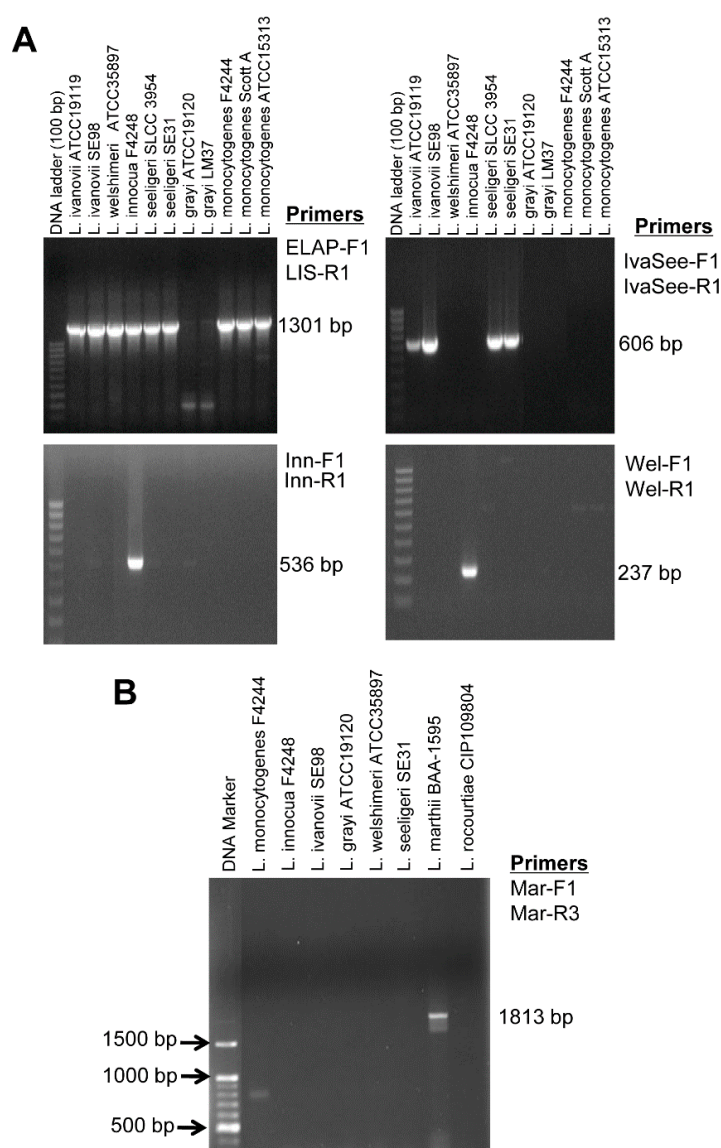 A
DNA ladder (100 bp)
L. ivanovii ATCC19119
L. ivanovii SE98
L. welshimeri ATCC35897
L. innocua F4248
L. seeligeri SLCC 3954
L. seeligeri SE31
L. grayi ATCC19120
L. grayi LM37
L. monocytogenes F4244
L. monocytogenes Scott A
L. monocytogenes ATCC15313
Primers
ELAP-F1
LIS-R1
1301 bp
DNA ladder (100 bp)
L. ivanovii ATCC19119
L. ivanovii SE98
L. welshimeri ATCC35897
L. innocua F4248
L. seeligeri SLCC 3954
L. seeligeri SE31
L. grayi ATCC19120
L. grayi LM37
L. monocytogenes F4244
L. monocytogenes Scott A
L. monocytogenes ATCC15313
Primers
IvaSee-F1
IvaSee-R1
606 bp
Inn-F1
Inn-R1
536 bp
Wel-F1
Wel-R1
237 bp
B
DNA Marker
L. monocytogenes F4244
L. innocua F4248
L. ivanovii SE98
L. grayi ATCC19120
L. welshimeri ATCC35897
L. seeligeri SE31
L. marthii BAA-1595
L. rocourtiae CIP109804
Primers
Mar-F1
Mar-R3
1813 bp
1500 bp
1000 bp
500 bp